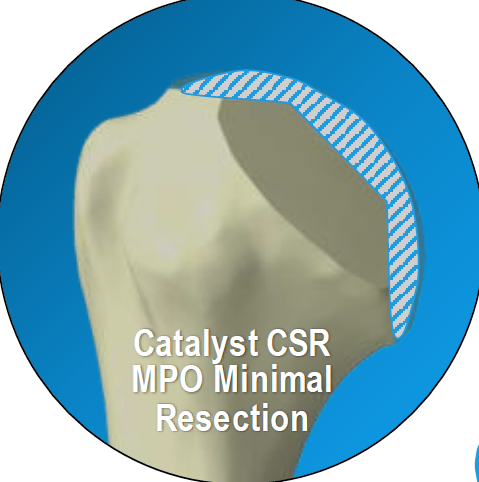 Catalyst CSR
MPO Minimal
Resection